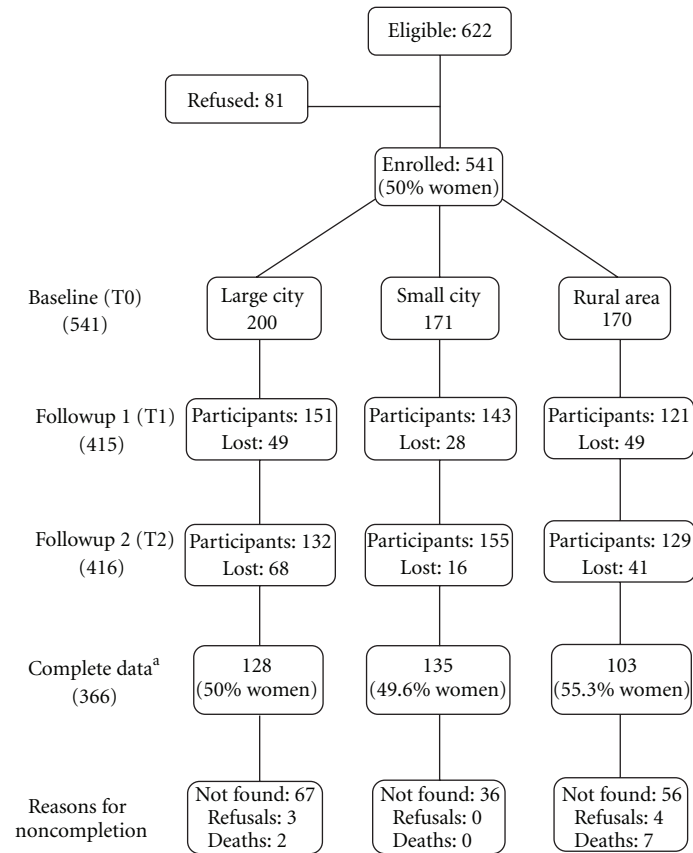 Eligible: 622
Refused: 81
Enrolled: 541
(50% women)
Baseline (T0)
(541)
Large city
200
Small city
171
Rural area
170
Followup 1 (T1)
(415)
Participants: 151
Lost: 49
Participants: 143
Lost: 28
Participants: 121
Lost: 49
Followup 2 (T2)
(416)
Participants: 132
Lost: 68
Participants: 155
Lost: 16
Participants: 129
Lost: 41
Complete dataᵃ
(366)
128
(50% women)
135
(49.6% women)
103
(55.3% women)
Reasons for
noncompletion
Not found: 67
Refusals: 3
Deaths: 2
Not found: 36
Refusals: 0
Deaths: 0
Not found: 56
Refusals: 4
Deaths: 7